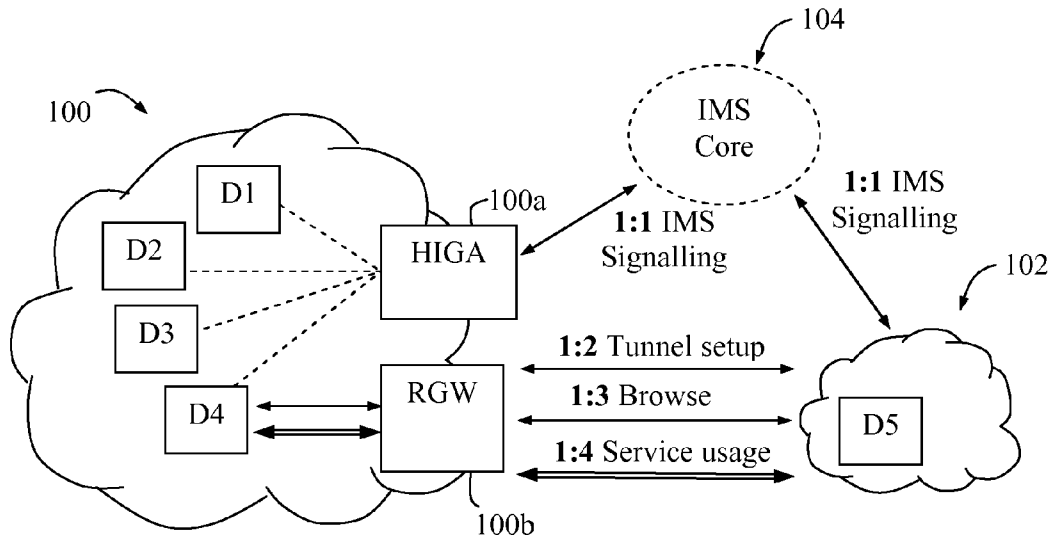 104
100
IMS
Core
D1
100a
1:1 IMS
Signalling
1:1 IMS
Signalling
D2
HIGA
102
D3
1:2 Tunnel setup
D4
RGW
1:3 Browse
D5
1:4 Service usage
100b